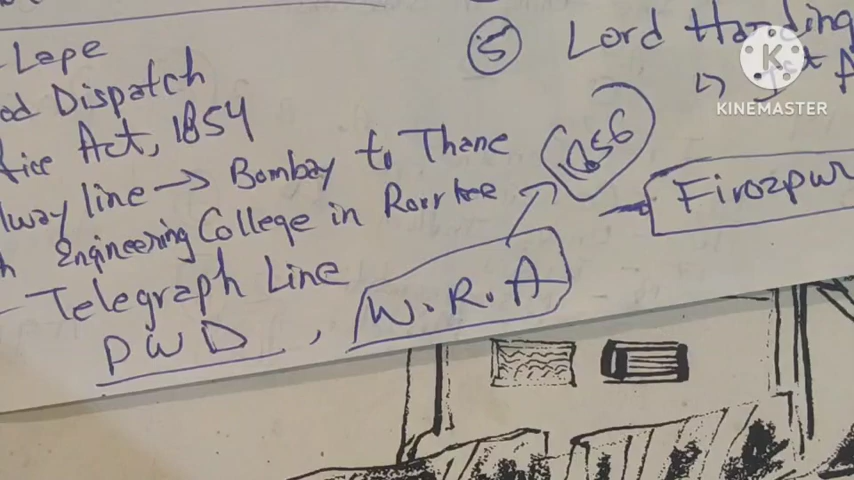 Lape
Dispatch
Act, 1854
line → Bombay to Thane
Engineering College in Rourkee
- Telegraph Line
PWD, W.R.A
1856
5 Lord
Firozpur
KINEMASTER